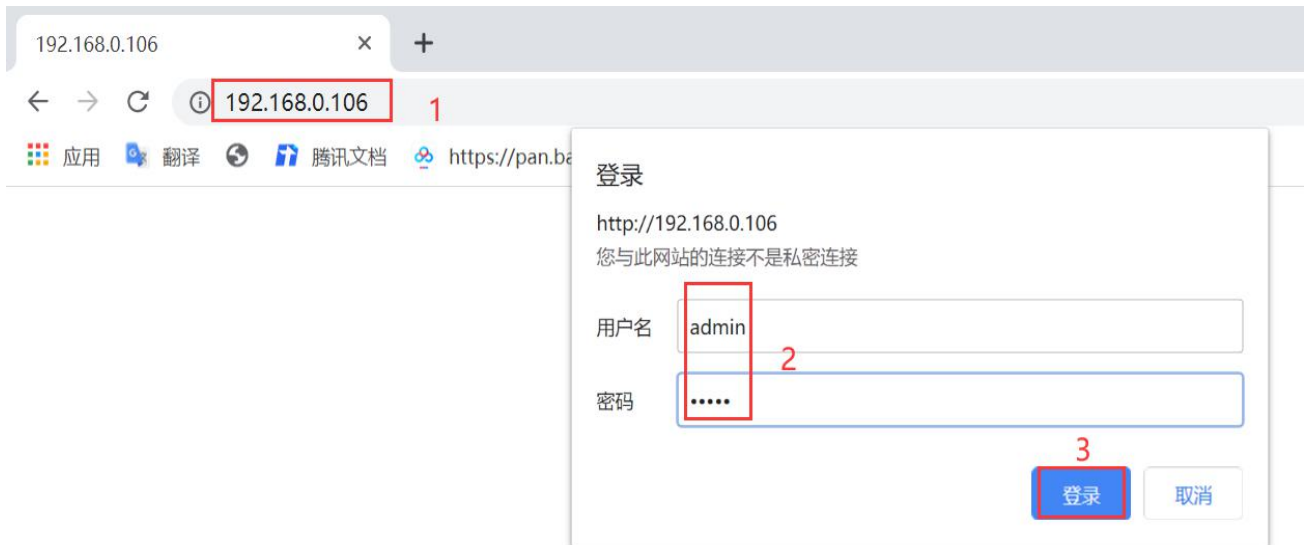 192.168.0.106
192.168.0.106
1
应用 翻译 腾讯文档 https://pan.ba
登录
http://192.168.0.106
您与此网站的连接不是私密连接
用户名 admin
2
密码 •••••
3
登录 取消